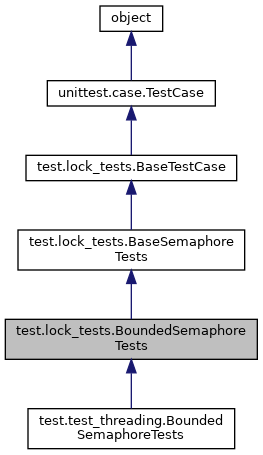 object
unittest.case.TestCase
test.lock_tests.BaseTestCase
test.lock_tests.BaseSemaphore
Tests
test.lock_tests.BoundedSemaphore
Tests
test.test_threading.Bounded
SemaphoreTests